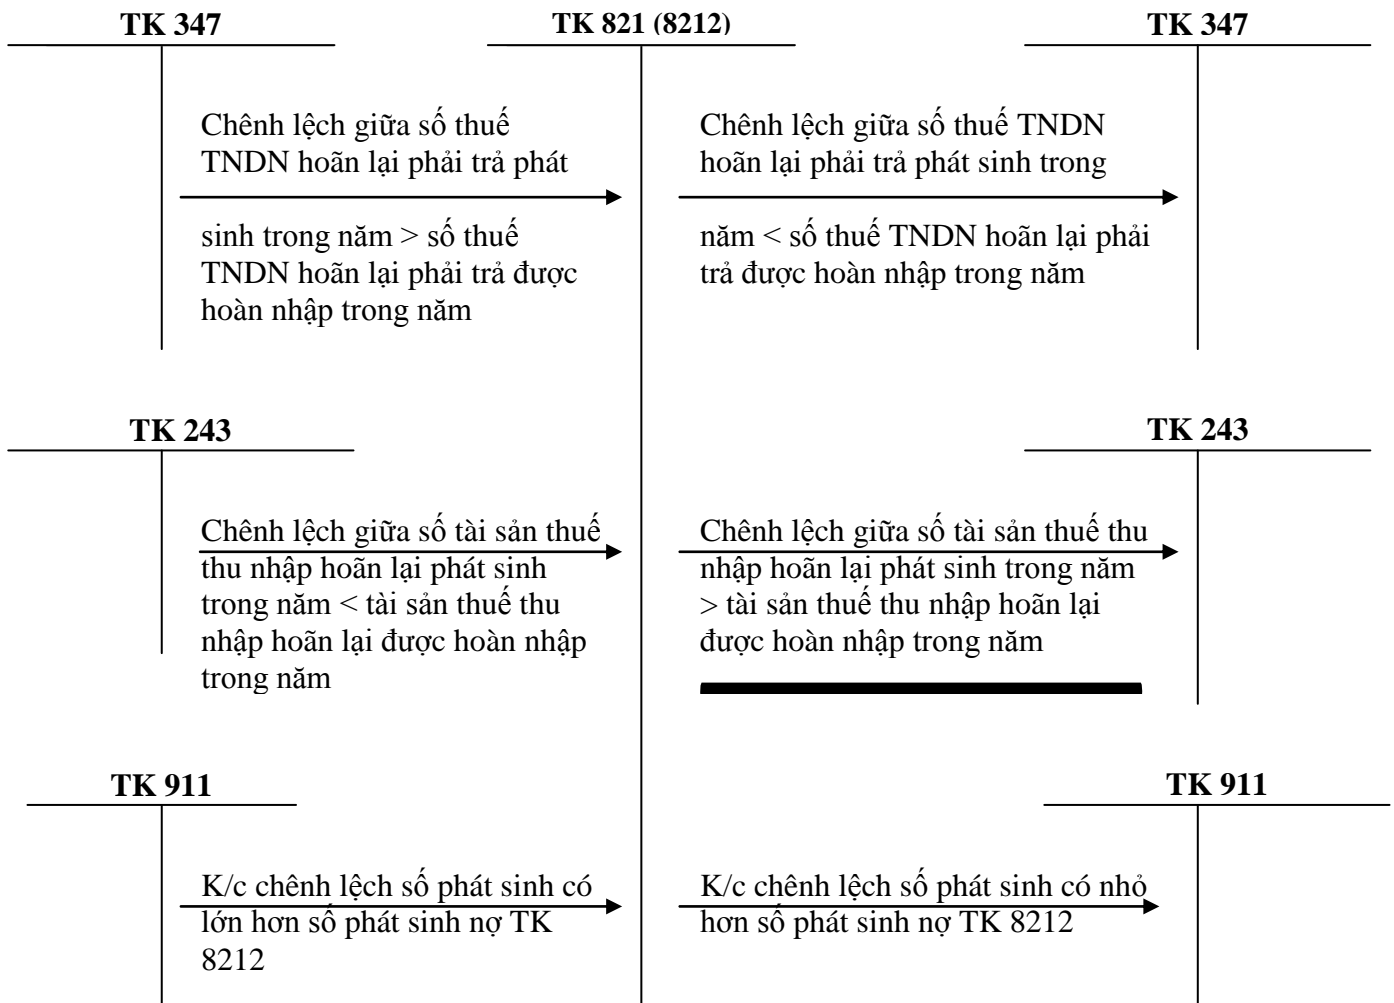 TK 347
TK 821 (8212)
TK 347
Chênh lệch giữa số thuế
TNDN hoãn lại phải trả phát
sinh trong năm > số thuế
TNDN hoãn lại phải trả được
hoàn nhập trong năm
Chênh lệch giữa số thuế TNDN
hoãn lại phải trả phát sinh trong
năm < số thuế TNDN hoãn lại phải
trả được hoàn nhập trong năm
TK 243
TK 243
Chênh lệch giữa số tài sản thuế
thu nhập hoãn lại phát sinh
trong năm < tài sản thuế thu
nhập hoãn lại được hoàn nhập
trong năm
Chênh lệch giữa số tài sản thuế thu
nhập hoãn lại phát sinh trong năm
> tài sản thuế thu nhập hoãn lại
được hoàn nhập trong năm
TK 911
TK 911
K/c chênh lệch số phát sinh có
lớn hơn số phát sinh nợ TK
8212
K/c chênh lệch số phát sinh có nhỏ
hơn số phát sinh nợ TK 8212